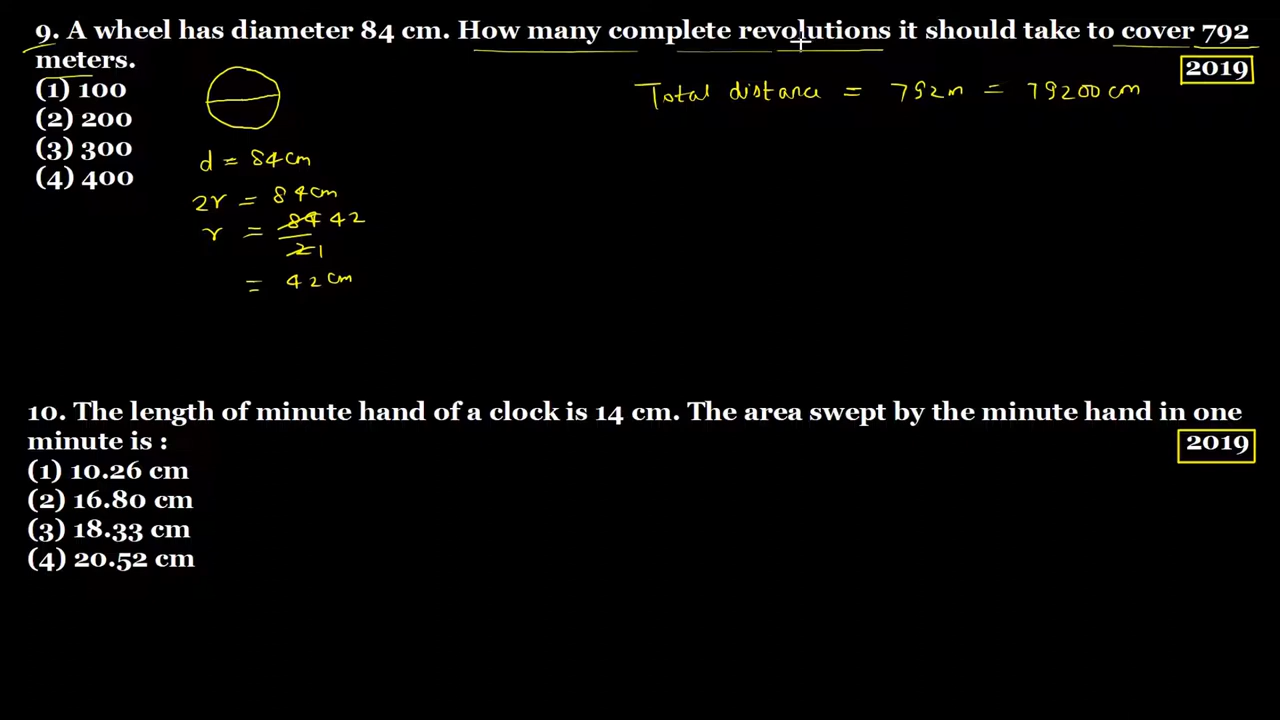 9. A wheel has diameter 84 cm. How many complete revolutions it should take to cover 792
meters.
2019
(1) 100
(2) 200
(3) 300
(4) 400
Total distance = 792m = 79200 cm
d = 84cm
2r = 84cm
r = 84 42
2 1
= 42cm
10. The length of minute hand of a clock is 14 cm. The area swept by the minute hand in one
minute is :
2019
(1) 10.26 cm
(2) 16.80 cm
(3) 18.33 cm
(4) 20.52 cm